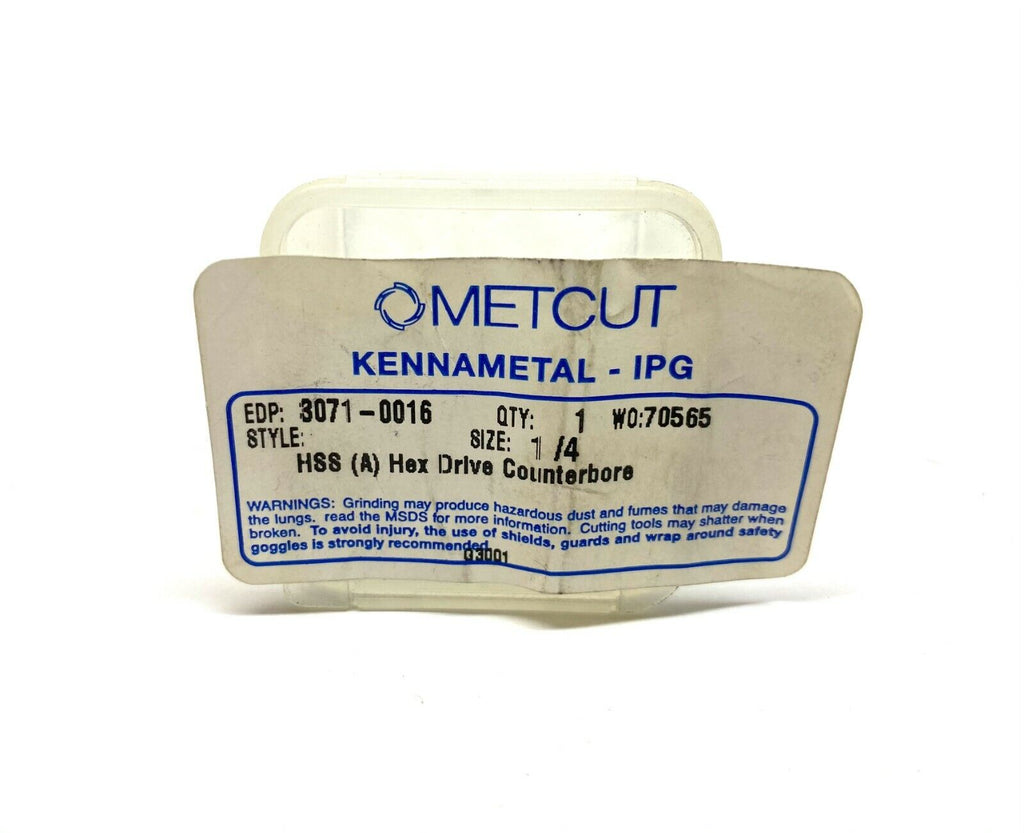 METCUT
KENNAMETAL - IPG
EDP: 3071-0016 QTY: 1 WO:70565
STYLE: SIZE: 1/4
HSS (A) Hex Drive Counterbore
WARNINGS: Grinding may produce hazardous dust and fumes that may damage
the lungs. read the MSDS for more information. Cutting tools may shatter when
broken. To avoid injury, the use of shields, guards and wrap around safety
goggles is strongly recommended
Q3001